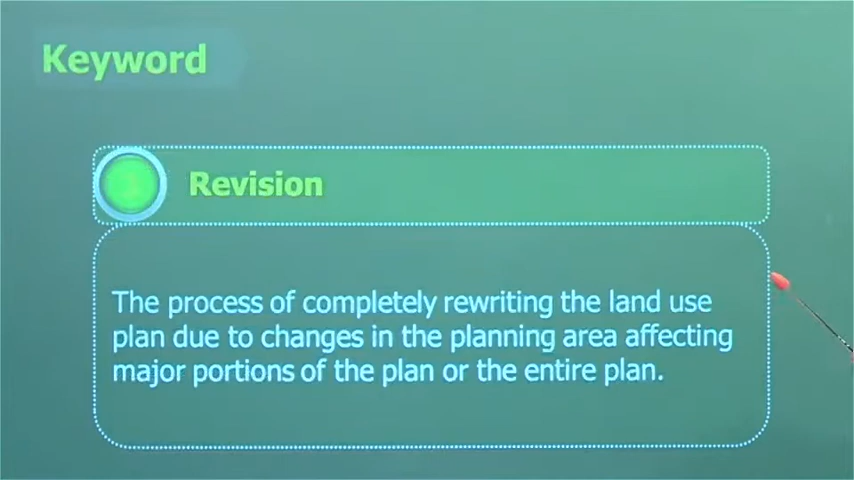 Keyword
Revision
The process of completely rewriting the land use
plan due to changes in the planning area affecting
major portions of the plan or the entire plan.